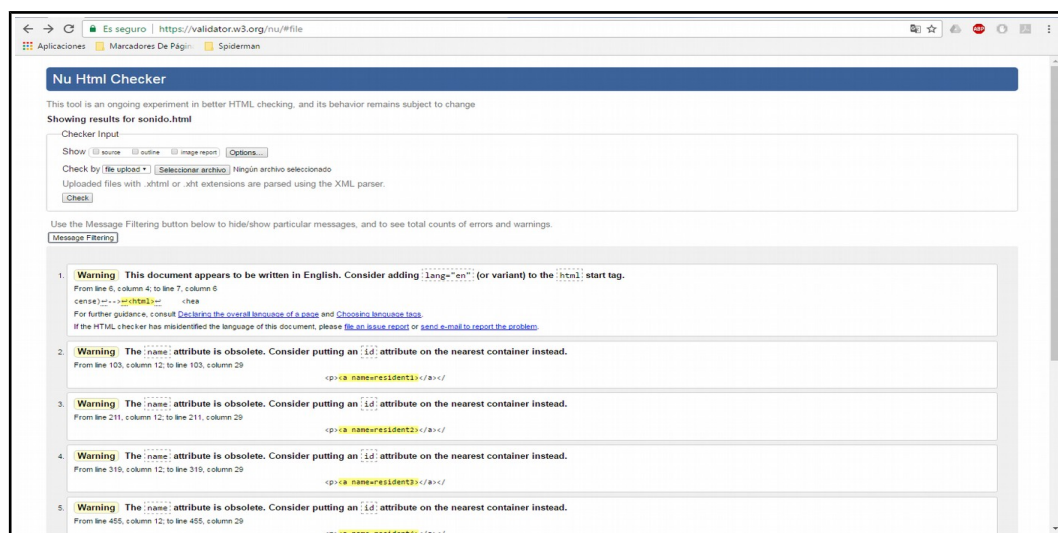 Es seguro | https://validator.w3.org/nu/#file
Aplicaciones Marcadores De Págin Spiderman
Nu Html Checker
This tool is an ongoing experiment in better HTML checking, and its behavior remains subject to change
Showing results for sonido.html
Checker Input
Show source outline image report Options...
Check by file upload Seleccionar archivo Ningún archivo seleccionado
Uploaded files with .xhtml or .xht extensions are parsed using the XML parser.
Check
Use the Message Filtering button below to hide/show particular messages, and to see total counts of errors and warnings.
Message Filtering
1. Warning This document appears to be written in English. Consider adding lang="en" (or variant) to the html start tag.
From line 6, column 4; to line 7, column 6
cense)↩-->↩<html>↩ <hea
For further guidance, consult Declaring the overall language of a page and Choosing language tags.
If the HTML checker has misidentified the language of this document, please file an issue report or send e-mail to report the problem.
2. Warning The name attribute is obsolete. Consider putting an id attribute on the nearest container instead.
From line 103, column 12; to line 103, column 29
<p><a name=resident1></a></
3. Warning The name attribute is obsolete. Consider putting an id attribute on the nearest container instead.
From line 211, column 12; to line 211, column 29
<p><a name=resident2></a></
4. Warning The name attribute is obsolete. Consider putting an id attribute on the nearest container instead.
From line 319, column 12; to line 319, column 29
<p><a name=resident3></a></
5. Warning The name attribute is obsolete. Consider putting an id attribute on the nearest container instead.
From line 455, column 12; to line 455, column 29